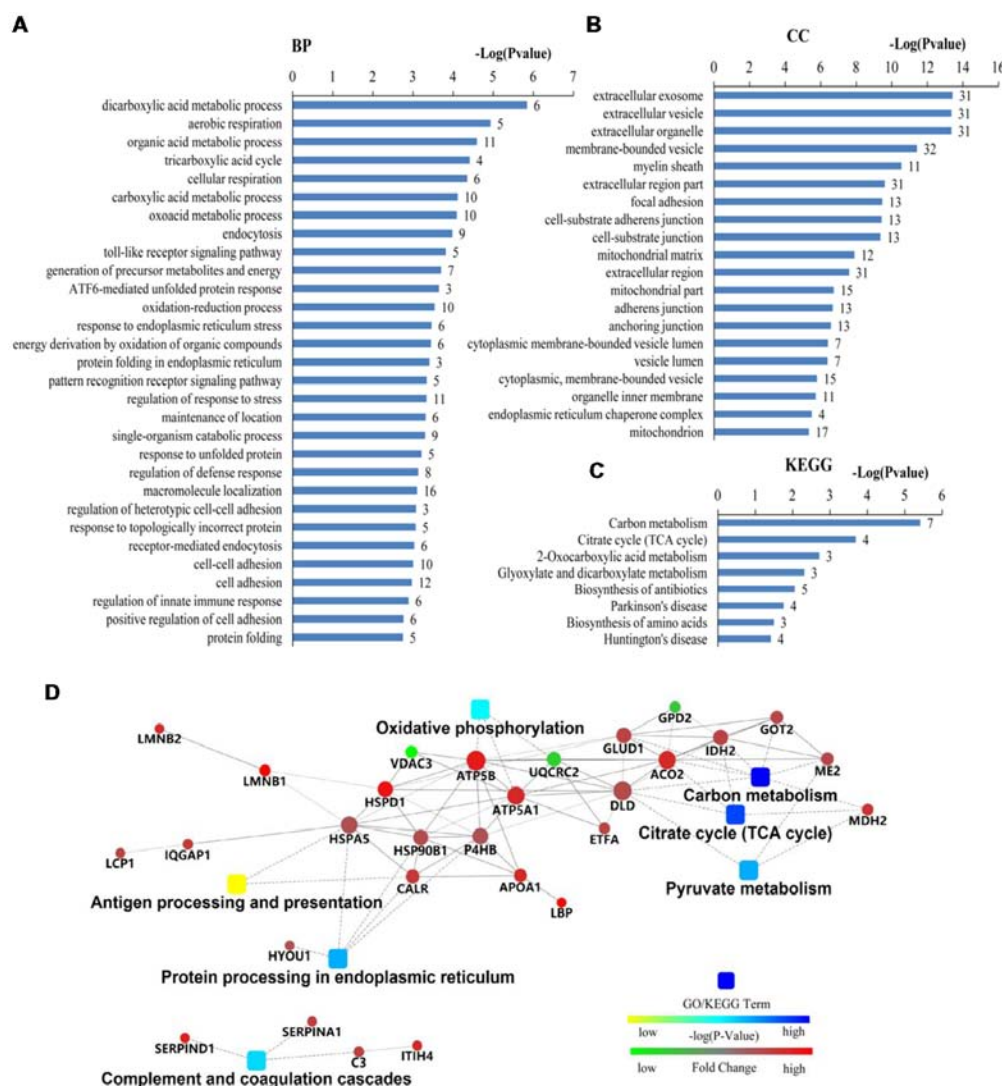 A
BP
-Log(Pvalue)
0 1 2 3 4 5 6 7
dicarboxylic acid metabolic process 6
aerobic respiration 5
organic acid metabolic process 11
tricarboxylic acid cycle 4
cellular respiration 6
carboxylic acid metabolic process 10
oxoacid metabolic process 10
endocytosis 9
toll-like receptor signaling pathway 5
generation of precursor metabolites and energy 7
ATF6-mediated unfolded protein response 3
oxidation-reduction process 10
response to endoplasmic reticulum stress 6
energy derivation by oxidation of organic compounds 6
protein folding in endoplasmic reticulum 3
pattern recognition receptor signaling pathway 5
regulation of response to stress 11
maintenance of location 6
single-organism catabolic process 9
response to unfolded protein 5
regulation of defense response 8
macromolecule localization 16
regulation of heterotypic cell-cell adhesion 3
response to topologically incorrect protein 5
receptor-mediated endocytosis 6
cell-cell adhesion 10
cell adhesion 12
regulation of innate immune response 6
positive regulation of cell adhesion 6
protein folding 5
B
CC
-Log(Pvalue)
0 2 4 6 8 10 12 14 16
extracellular exosome 31
extracellular vesicle 31
extracellular organelle 31
membrane-bounded vesicle 32
myelin sheath 11
extracellular region part 31
focal adhesion 13
cell-substrate adherens junction 13
cell-substrate junction 13
mitochondrial matrix 12
extracellular region 31
mitochondrial part 15
adherens junction 13
anchoring junction 13
cytoplasmic membrane-bounded vesicle lumen 7
vesicle lumen 7
cytoplasmic, membrane-bounded vesicle 15
organelle inner membrane 11
endoplasmic reticulum chaperone complex 4
mitochondrion 17
C
KEGG
-Log(Pvalue)
0 1 2 3 4 5 6
Carbon metabolism 7
Citrate cycle (TCA cycle) 4
2-Oxocarboxylic acid metabolism 3
Glyoxylate and dicarboxylate metabolism 3
Biosynthesis of antibiotics 5
Parkinson's disease 4
Biosynthesis of amino acids 3
Huntington's disease 4
D
Oxidative phosphorylation
GPD2
GOT2
LMNB2
VDAC3
GLUD1
IDH2
ME2
LMNB1
ATP5B
UQCRC2
ACO2
Carbon metabolism
HSPD1
ATP5A1
DLD
MDH2
Citrate cycle (TCA cycle)
HSPA5
HSP90B1
P4HB
ETFA
LCP1
IQGAP1
CALR
APOA1
Pyruvate metabolism
Antigen processing and presentation
LBP
HYOU1
Protein processing in endoplasmic reticulum
SERPIND1
SERPINA1
C3
ITIH4
Complement and coagulation cascades
GO/KEGG Term
low -log(P-Value) high
low Fold Change high